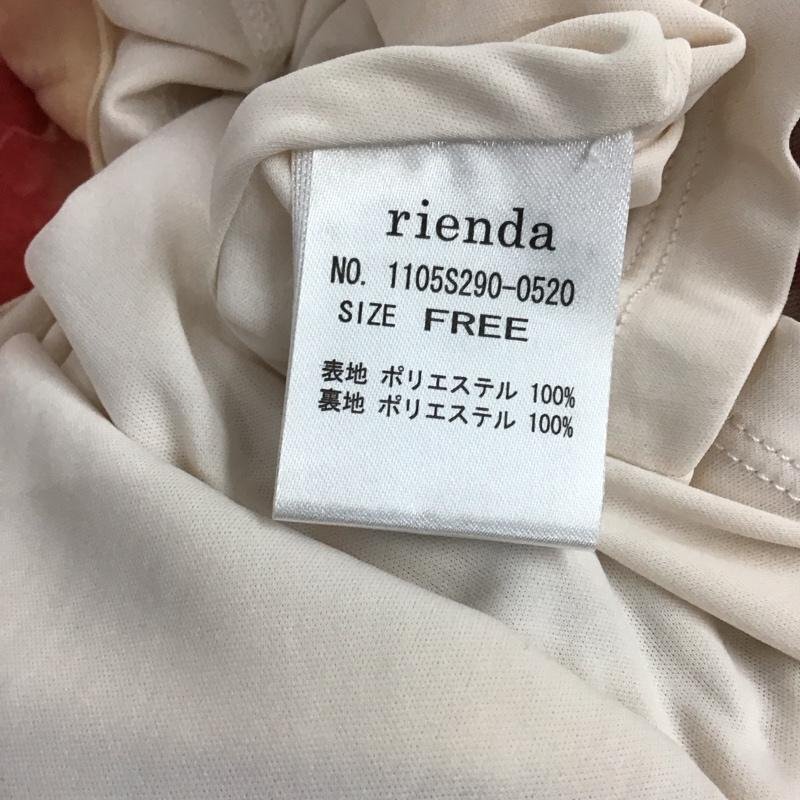 rienda
NO. 1105S290-0520
SIZE FREE
表地 ポリエステル 100%
裏地 ポリエステル 100%